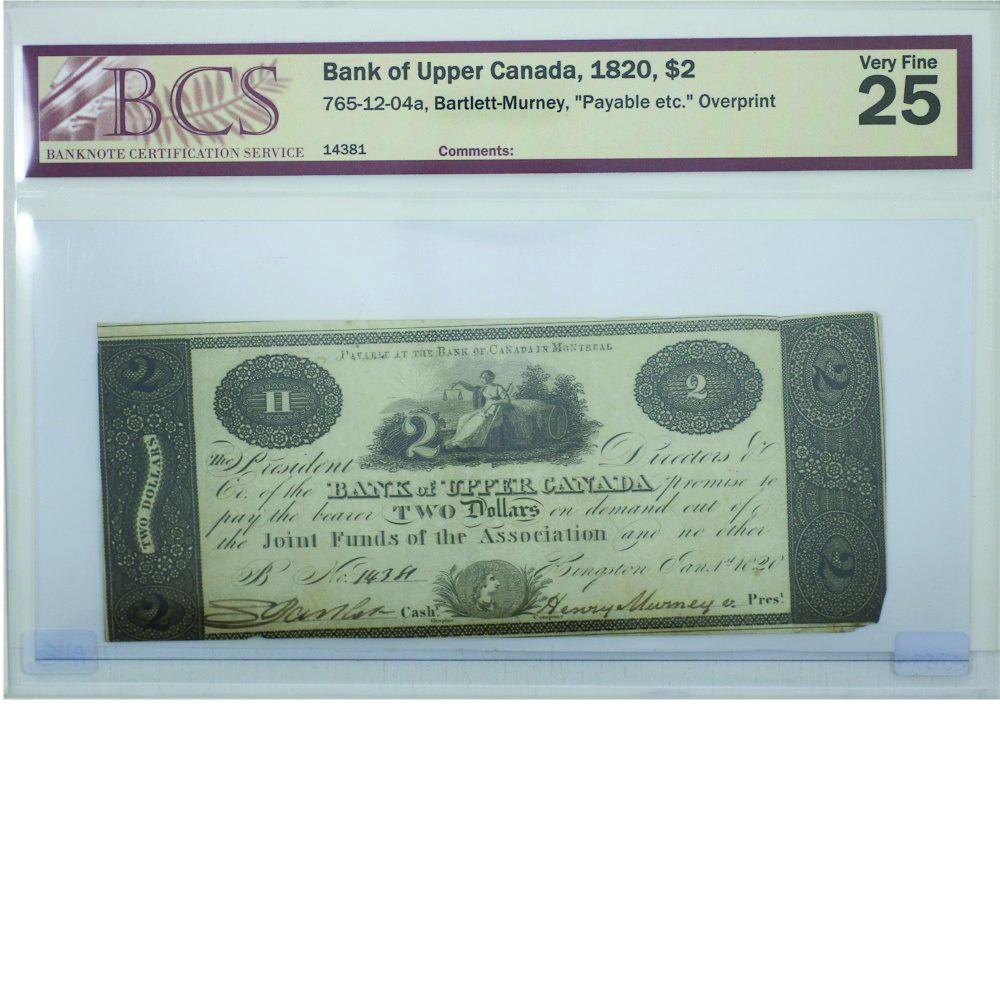 BCS
BANKNOTE CERTIFICATION SERVICE
Bank of Upper Canada, 1820, $2
765-12-04a, Bartlett-Murney, "Payable etc." Overprint
14381 Comments:
Very Fine
25
PAYABLE AT THE BANK OF CANADA IN MONTREAL
2
TWO DOLLARS
2
II
2
2
2
2
The President Directors &
Co. of the BANK of UPPER CANADA promise to
pay the bearer TWO Dollars on demand out of
the Joint Funds of the Association and no other
B No. 14381 Kingston Jan. 1st 1820
Cash.r Henry Murney v. Pres.t